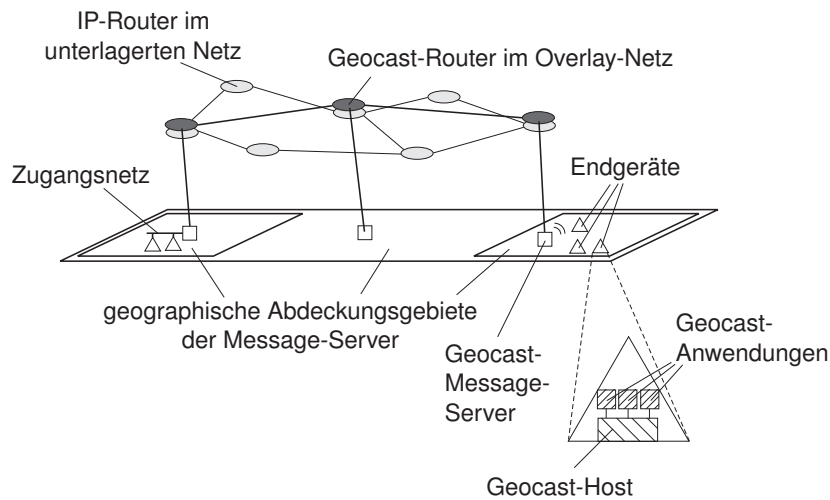 IP-Router im
unterlagerten Netz
Geocast-Router im Overlay-Netz
Zugangsnetz
Endgeräte
geographische Abdeckungsgebiete
der Message-Server
Geocast-
Message-
Server
Geocast-
Anwendungen
Geocast-Host